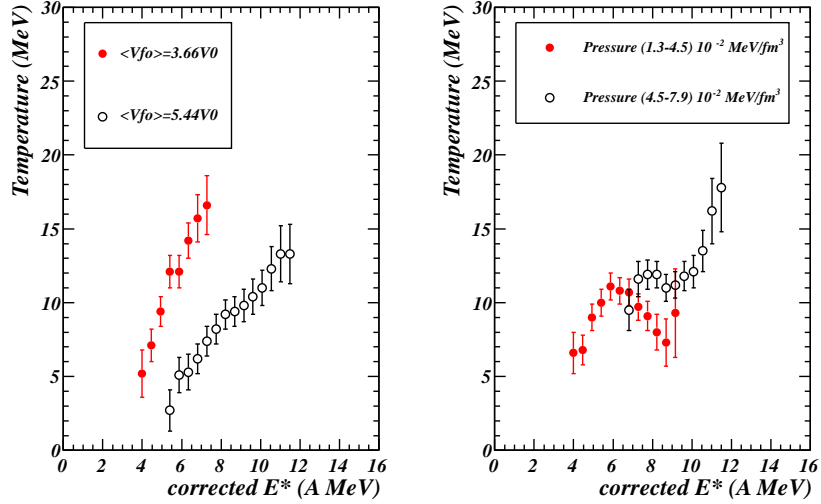 Temperature (MeV)
30
25
20
15
10
5
0
<Vfo>=3.66V0
<Vfo>=5.44V0
0 2 4 6 8 10 12 14 16
corrected E* (A MeV)
Temperature (MeV)
30
25
20
15
10
5
0
Pressure (1.3-4.5) 10⁻² MeV/fm³
Pressure (4.5-7.9) 10⁻² MeV/fm³
0 2 4 6 8 10 12 14 16
corrected E* (A MeV)